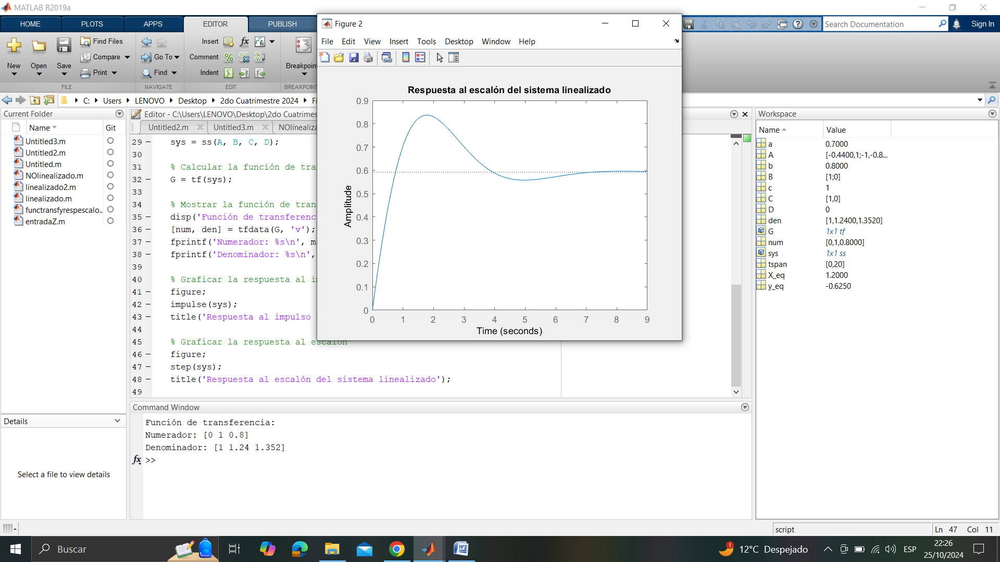 MATLAB R2019a
HOME PLOTS APPS EDITOR PUBLISH
Search Documentation
Sign In
New Open Save
Find Files
Compare
Print
Go To
Find
Insert
Comment
Indent
Breakpoin
FILE NAVIGATE EDIT BREAKPOINT
C: Users LENOVO Desktop 2do Cuatrimestre 2024 Fi
Current Folder
Name Git
Untitled3.m
Untitled2.m
Untitled.m
NOlinealizado.m
linealizado2.m
linealizado.m
functransfyrespescalo..
entradaZ.m
Details
Select a file to view details
Editor - C:\Users\LENOVO\Desktop\2do Cuatrimes
Untitled2.m Untitled3.m NOlinealiza
29 sys = ss(A, B, C, D);
30
31 % Calcular la función de tra
32 G = tf(sys);
33
34 % Mostrar la función de tran
35 disp('Función de transferenc
36 [num, den] = tfdata(G, 'v');
37 fprintf('Numerador: %s\n', m
38 fprintf('Denominador: %s\n',
39
40 % Graficar la respuesta al i
41 figure;
42 impulse(sys);
43 title('Respuesta al impulso
44
45 % Graficar la respuesta al escalón
46 figure;
47 step(sys);
48 title('Respuesta al escalón del sistema linealizado');
49
Figure 2
File Edit View Insert Tools Desktop Window Help
Respuesta al escalón del sistema linealizado
Amplitude
0.9
0.8
0.7
0.6
0.5
0.4
0.3
0.2
0.1
0
0 1 2 3 4 5 6 7 8 9
Time (seconds)
Command Window
Función de transferencia:
Numerador: [0 1 0.8]
Denominador: [1 1.24 1.352]
fx >>
Workspace
Name Value
a 0.7000
A [-0.4400,1;-1,-0.8...
b 0.8000
B [1;0]
c 1
C [1,0]
D 0
den [1,1.2400,1.3520]
G 1x1 tf
num [0,1,0.8000]
sys 1x1 ss
tspan [0,20]
X_eq 1.2000
y_eq -0.6250
script
Ln 47 Col 11
Buscar
1
12°C Despejado
ESP
22:26
25/10/2024